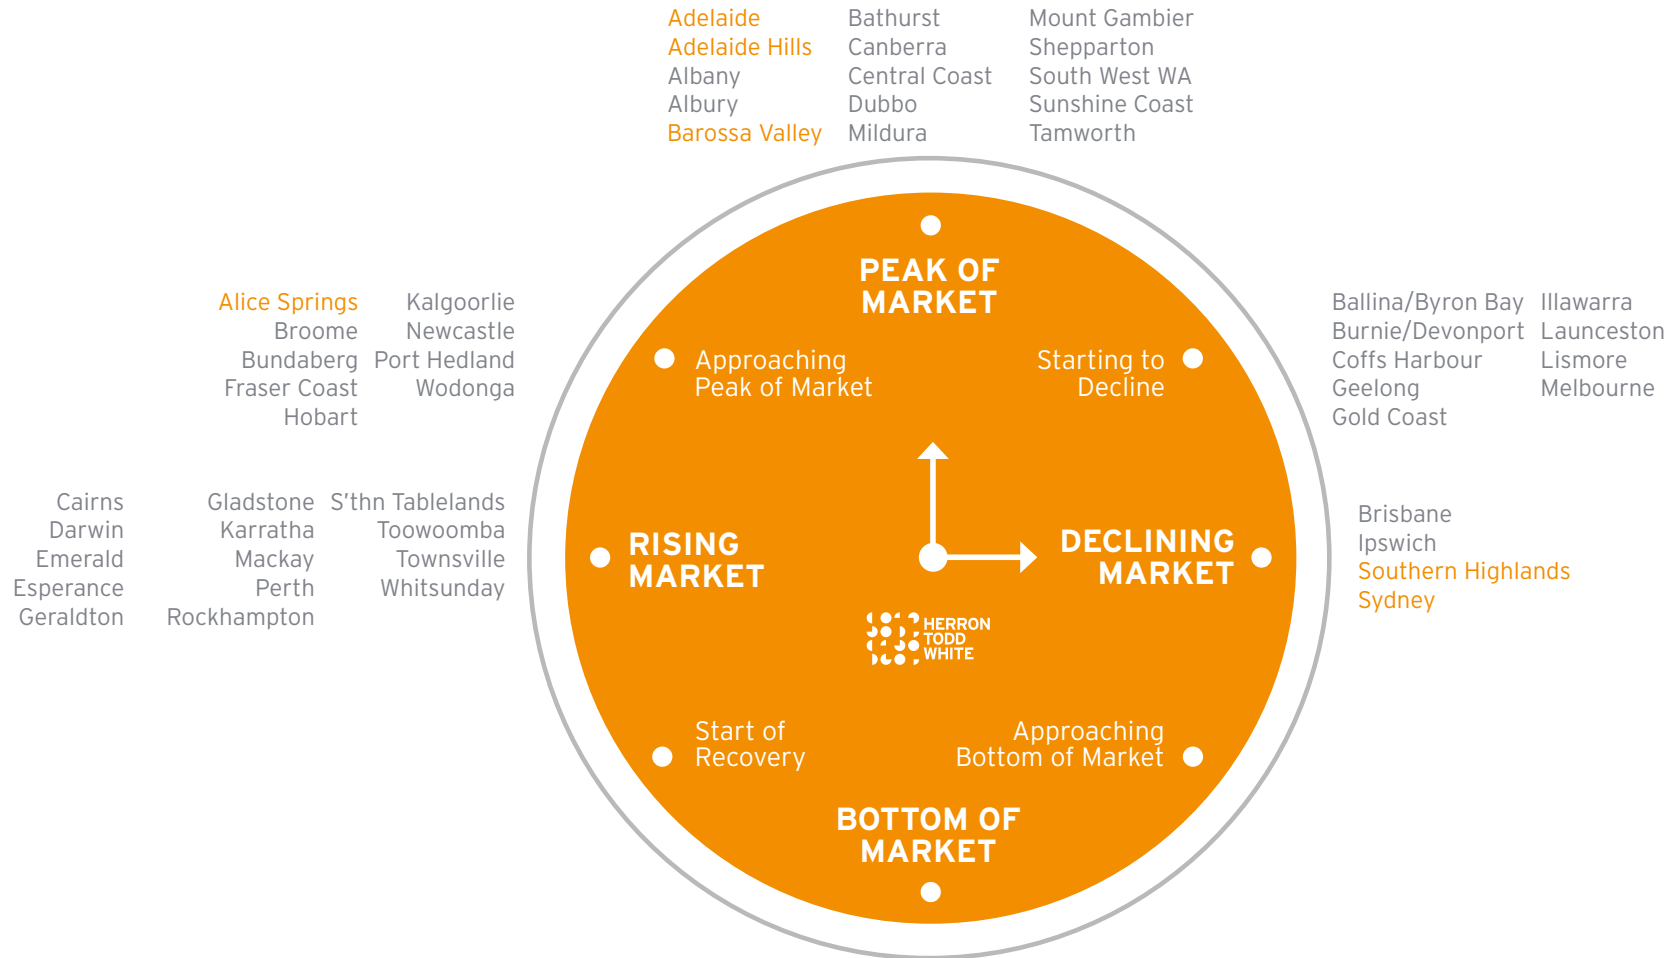 Adelaide
Adelaide Hills
Albany
Albury
Barossa Valley
Bathurst
Canberra
Central Coast
Dubbo
Mildura
Mount Gambier
Shepparton
South West WA
Sunshine Coast
Tamworth
PEAK OF
MARKET
Alice Springs
Broome
Bundaberg
Fraser Coast
Hobart
Kalgoorlie
Newcastle
Port Hedland
Wodonga
Approaching
Peak of Market
Starting to
Decline
Ballina/Byron Bay
Burnie/Devonport
Coffs Harbour
Geelong
Gold Coast
Illawarra
Launceston
Lismore
Melbourne
Cairns
Darwin
Emerald
Esperance
Geraldton
Gladstone
Karratha
Mackay
Perth
Rockhampton
S'thn Tablelands
Toowoomba
Townsville
Whitsunday
RISING
MARKET
DECLINING
MARKET
Brisbane
Ipswich
Southern Highlands
Sydney
HERRON
TODD
WHITE
Start of
Recovery
Approaching
Bottom of Market
BOTTOM OF
MARKET